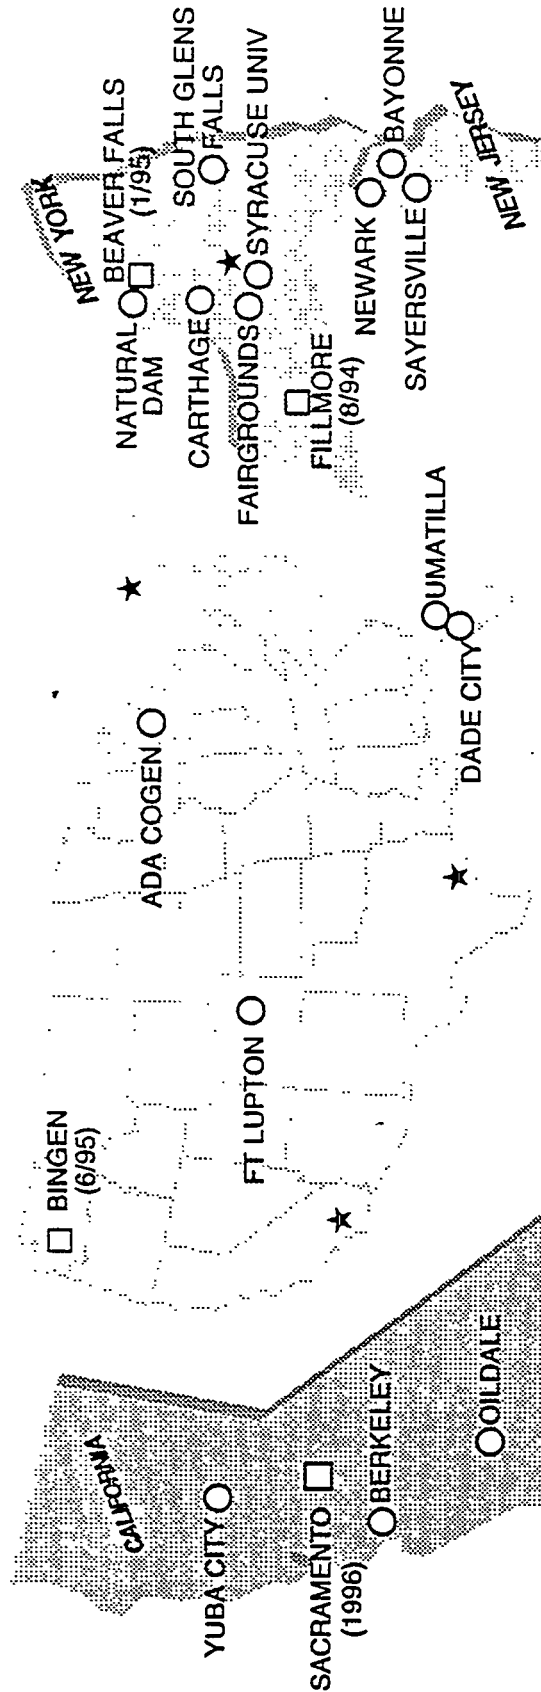 CALIFORNIA
YUBA CITY
SACRAMENTO
(1996)
BERKELEY
OILDALE
BINGEN
(6/95)
FT LUPTON
ADA COGEN
UMATILLA
DADE CITY
NEW YORK
BEAVER FALLS
(1/95)
NATURAL
DAM
SOUTH GLENS
FALLS
CARTHAGE
SYRACUSE UNIV
FAIRGROUNDS
FILLMORE
(8/94)
NEWARK
BAYONNE
SAYERSVILLE
NEW JERSEY